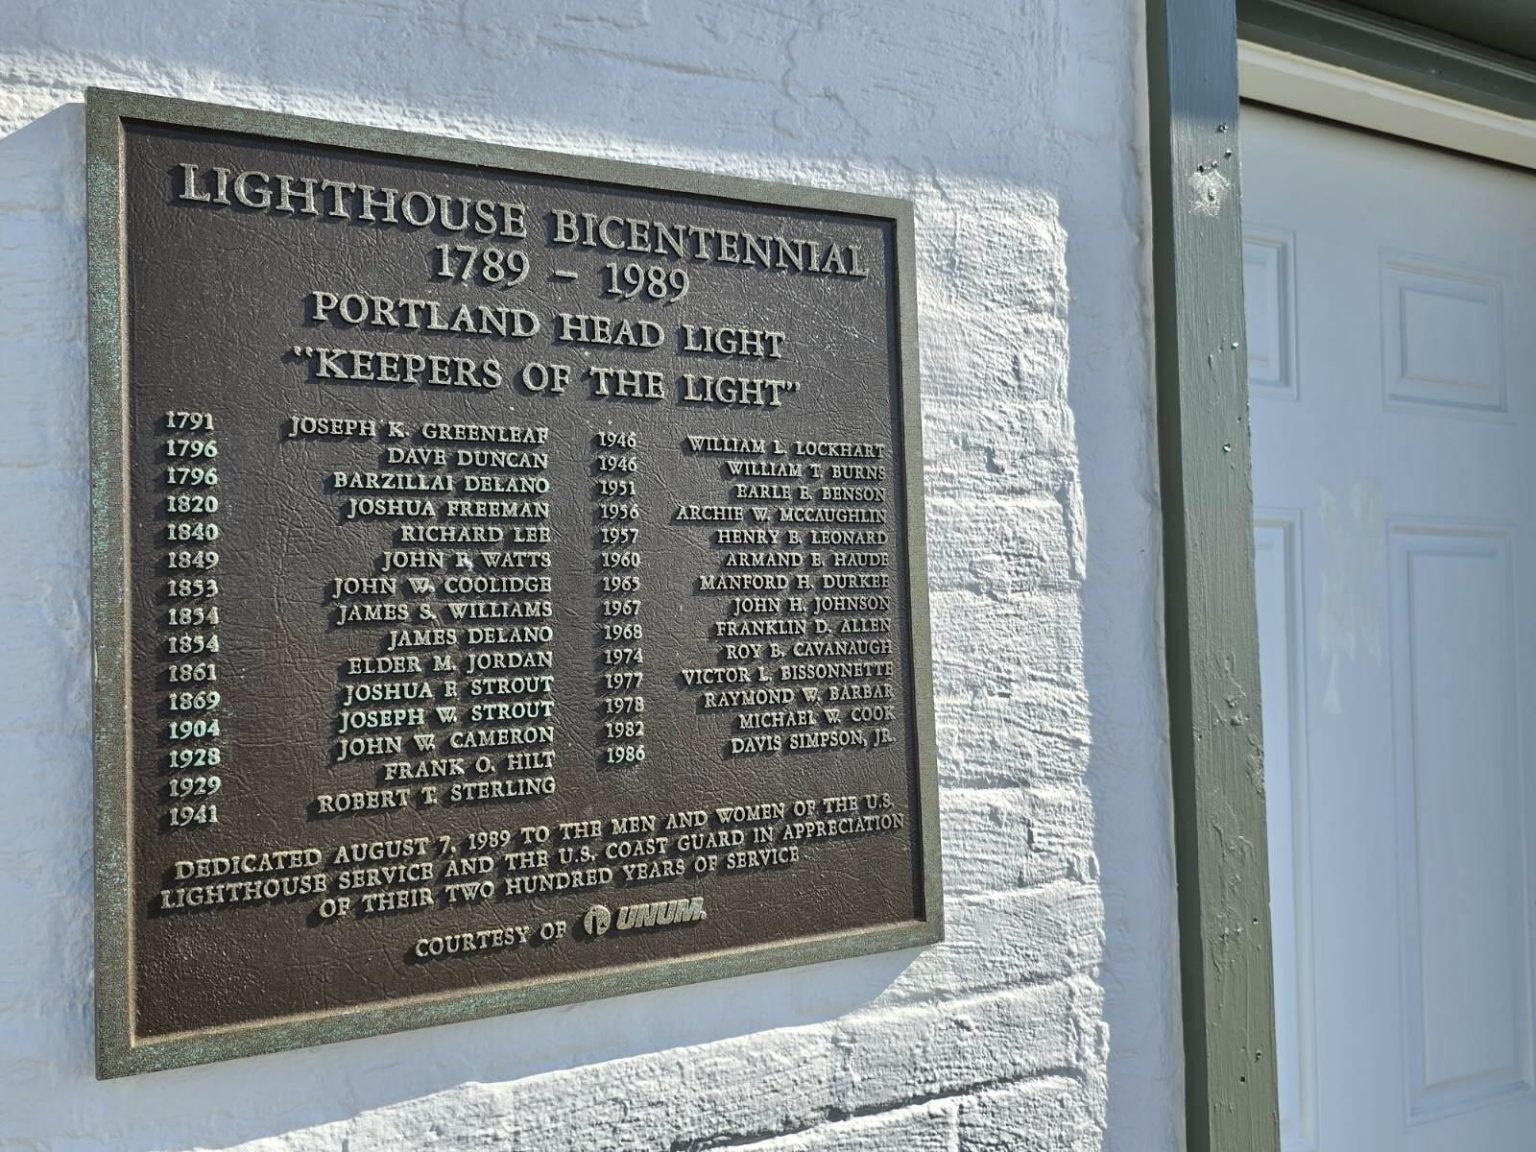 LIGHTHOUSE BICENTENNIAL
1789 – 1989
PORTLAND HEAD LIGHT
"KEEPERS OF THE LIGHT"
1791 JOSEPH K. GREENLEAF
1796 DAVE DUNCAN
1796 BARZILLAI DELANO
1820 JOSHUA FREEMAN
1840 RICHARD LEE
1849 JOHN F. WATTS
1853 JOHN W. COOLIDGE
1854 JAMES S. WILLIAMS
1854 JAMES DELANO
1861 ELDER M. JORDAN
1869 JOSHUA F. STROUT
1904 JOSEPH W. STROUT
1928 JOHN W. CAMERON
1929 FRANK O. HILT
1941 ROBERT T. STERLING
1946 WILLIAM L. LOCKHART
1946 WILLIAM T. BURNS
1951 EARLE E. BENSON
1956 ARCHIE W. MCCAUGHLIN
1957 HENRY B. LEONARD
1960 ARMAND E. HAUDE
1965 MANFORD H. DURKEE
1967 JOHN H. JOHNSON
1968 FRANKLIN D. ALLEN
1974 ROY B. CAVANAUGH
1977 VICTOR L. BISSONNETTE
1978 RAYMOND W. BARBAR
1982 MICHAEL W. COOK
1986 DAVIS SIMPSON, JR.
DEDICATED AUGUST 7, 1989 TO THE MEN AND WOMEN OF THE U.S.
LIGHTHOUSE SERVICE AND THE U.S. COAST GUARD IN APPRECIATION
OF THEIR TWO HUNDRED YEARS OF SERVICE
COURTESY OF UNUM.